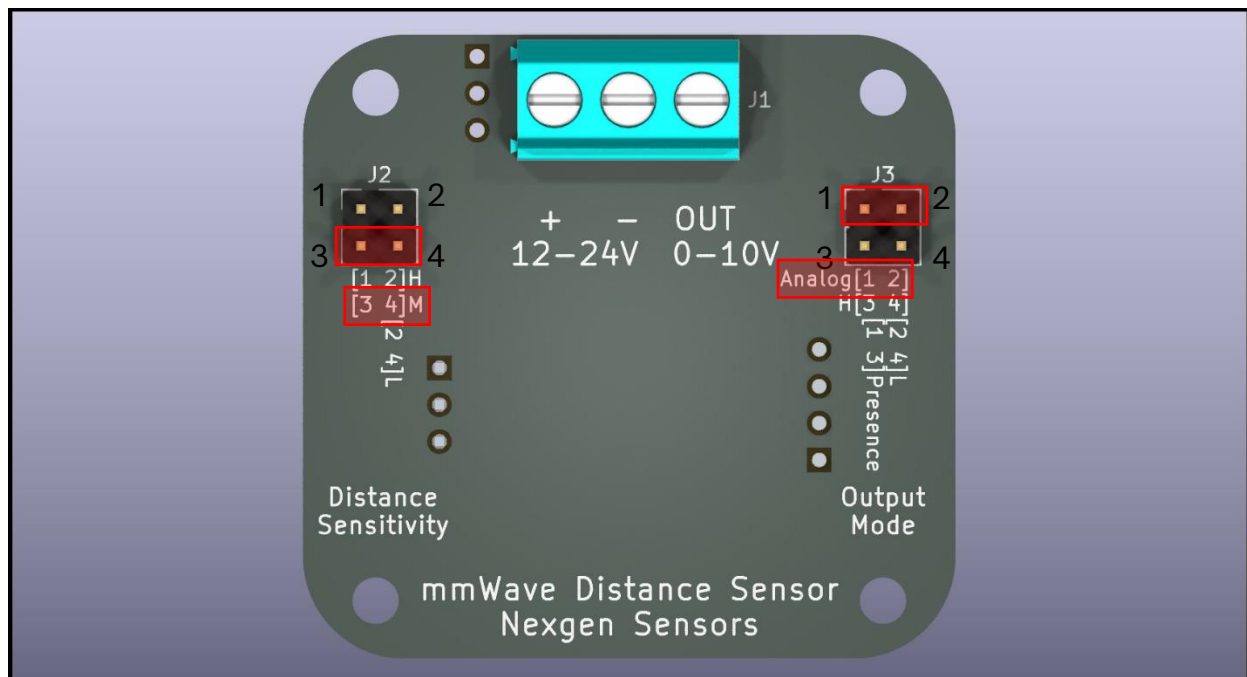 J1
J2
1 2
3 4
[1 2]H
[3 4]M
[2 4]L
+ - OUT
12-24V 0-10V
J3
1 2
3 4
Analog[1 2]
H[3 4]
[2 4]L
[1 3]Presence
Distance
Sensitivity
Output
Mode
mmWave Distance Sensor
Nexgen Sensors